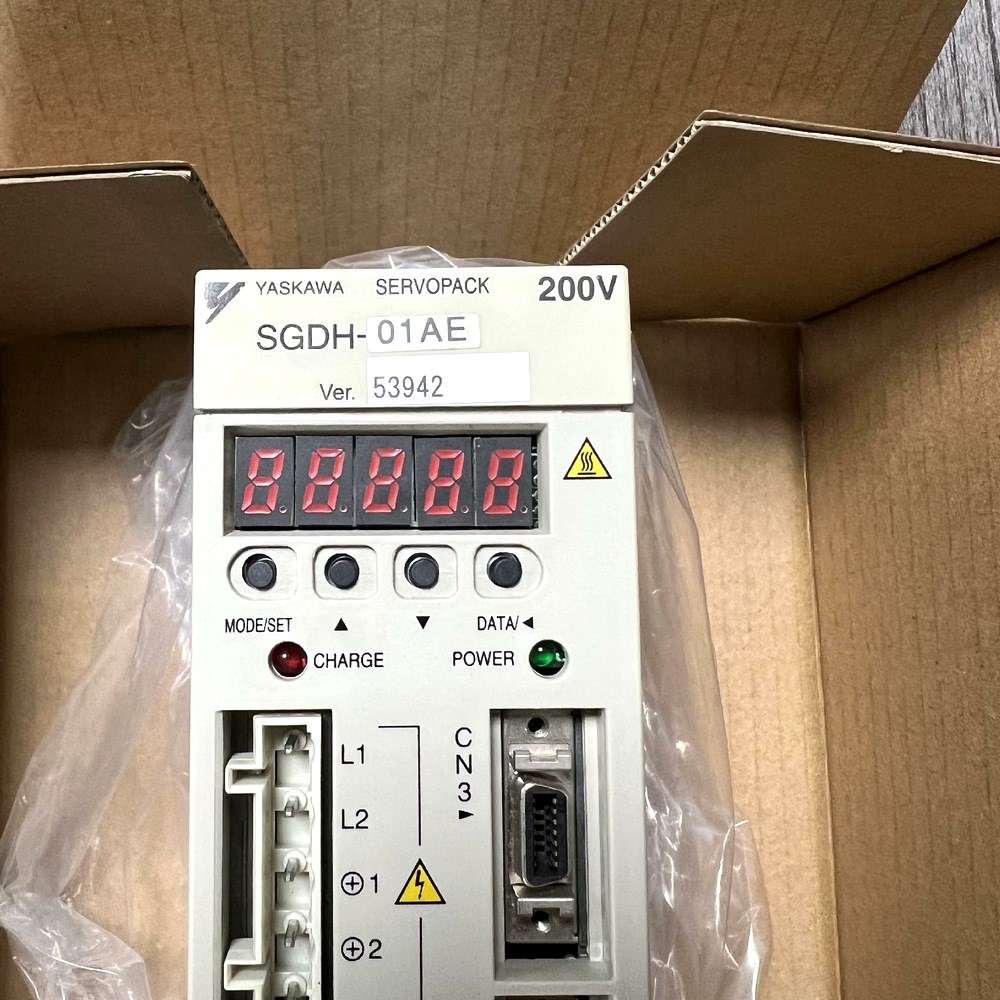 YASKAWA SERVOPACK 200V
SGDH-01AE
Ver. 53942
MODE/SET ▲ ▼ DATA/◀
CHARGE POWER
CN3▶
L1
L2
⊕1
⊕2